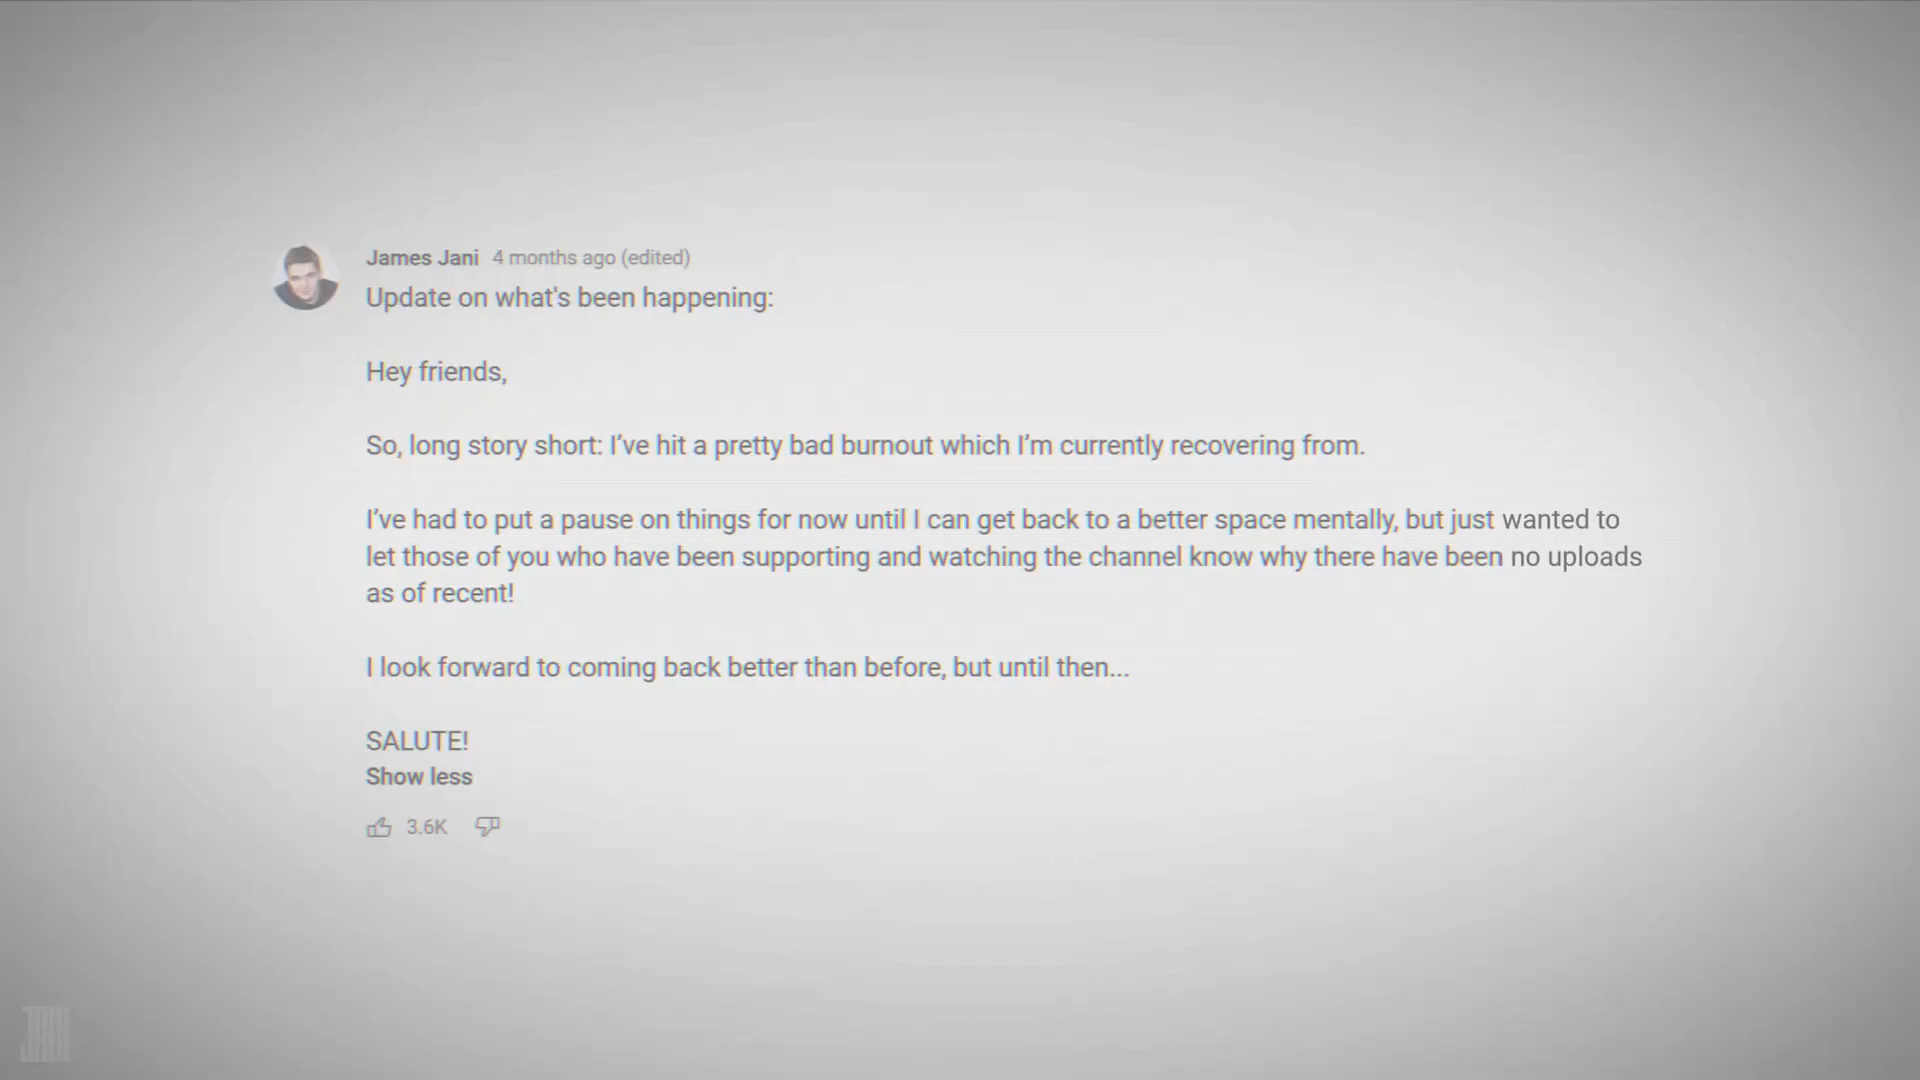 James Jani 4 months ago (edited)
Update on what's been happening:
Hey friends,
So, long story short: I’ve hit a pretty bad burnout which I’m currently recovering from.
I’ve had to put a pause on things for now until I can get back to a better space mentally, but just wanted to
let those of you who have been supporting and watching the channel know why there have been no uploads
as of recent!
I look forward to coming back better than before, but until then...
SALUTE!
Show less
3.6K
JANI